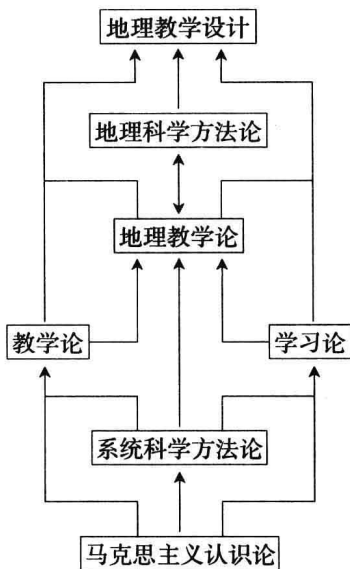 地理教学设计
地理科学方法论
地理教学论
教学论
学习论
系统科学方法论
马克思主义认识论